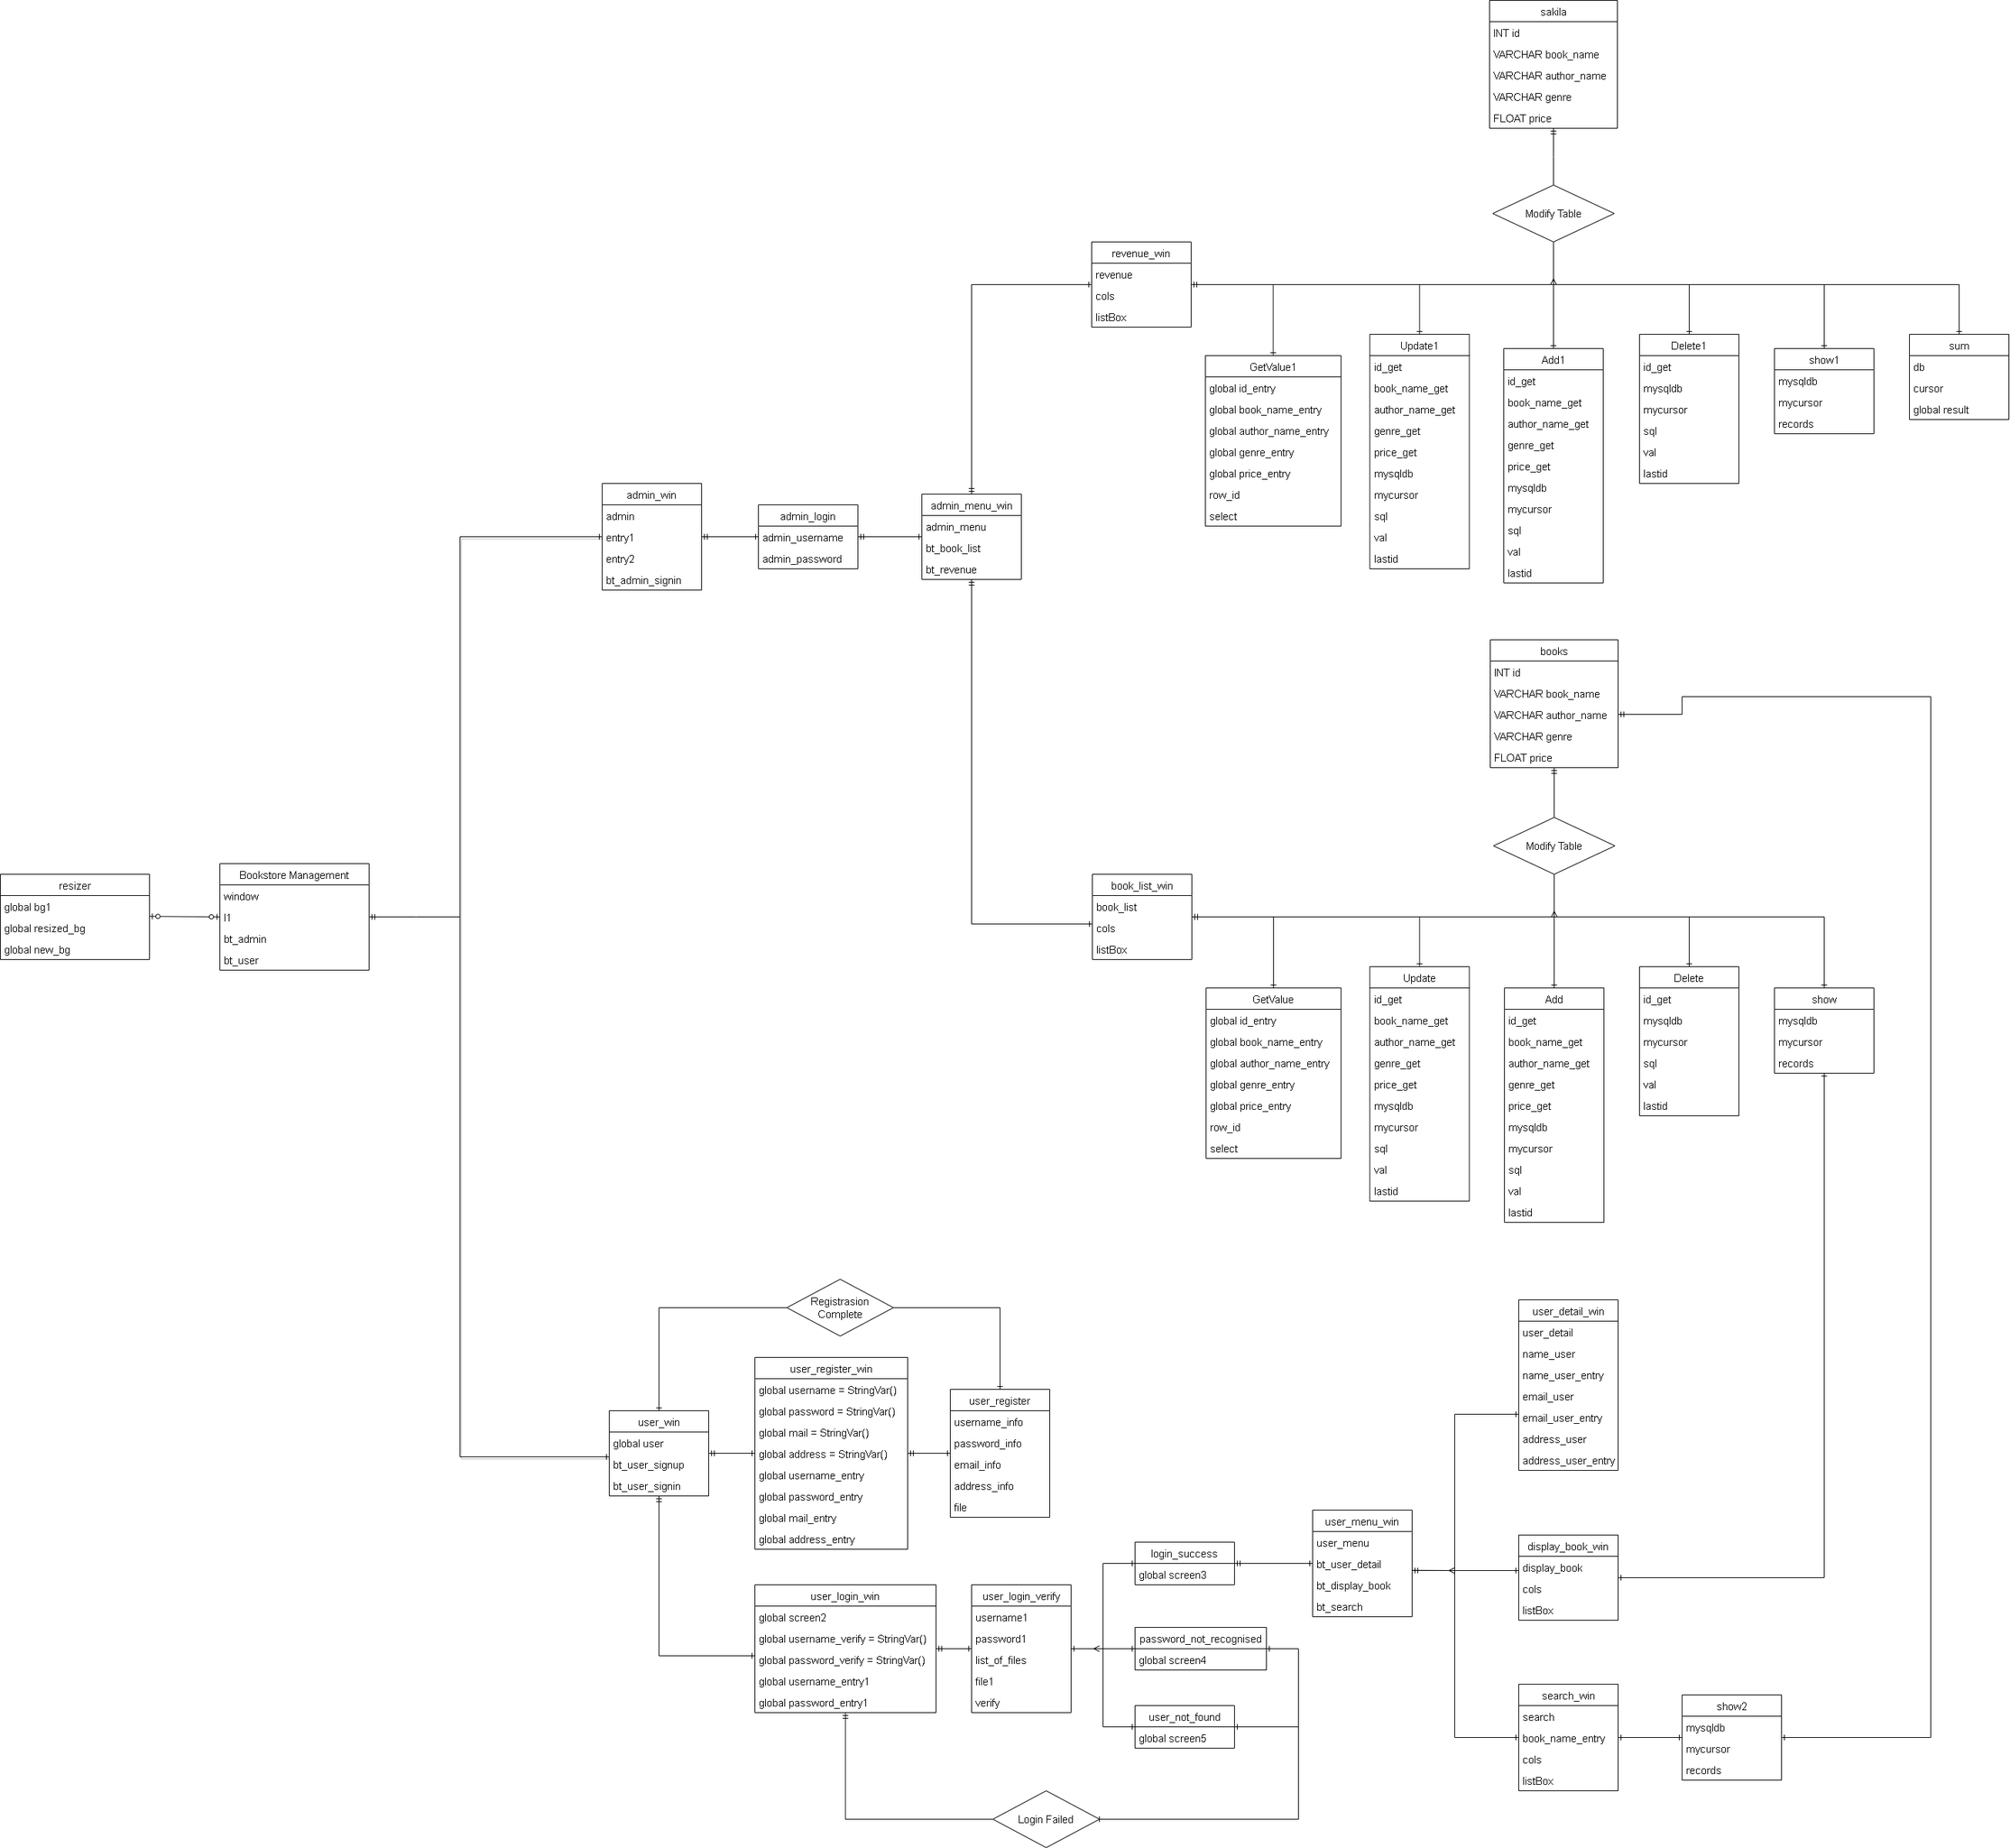 sakila
INT id
VARCHAR book_name
VARCHAR author_name
VARCHAR genre
FLOAT price
Modify Table
revenue_win
revenue
cols
listBox
GetValue1
global id_entry
global book_name_entry
global author_name_entry
global genre_entry
global price_entry
row_id
select
Update1
id_get
book_name_get
author_name_get
genre_get
price_get
mysqldb
mycursor
sql
val
lastid
Add1
id_get
book_name_get
author_name_get
genre_get
price_get
mysqldb
mycursor
sql
val
lastid
Delete1
id_get
mysqldb
mycursor
sql
val
lastid
show1
mysqldb
mycursor
records
sum
db
cursor
global result
admin_win
admin
entry1
entry2
bt_admin_signin
admin_login
admin_username
admin_password
admin_menu_win
admin_menu
bt_book_list
bt_revenue
books
INT id
VARCHAR book_name
VARCHAR author_name
VARCHAR genre
FLOAT price
Modify Table
resizer
global bg1
global resized_bg
global new_bg
Bookstore Management
window
l1
bt_admin
bt_user
book_list_win
book_list
cols
listBox
GetValue
global id_entry
global book_name_entry
global author_name_entry
global genre_entry
global price_entry
row_id
select
Update
id_get
book_name_get
author_name_get
genre_get
price_get
mysqldb
mycursor
sql
val
lastid
Add
id_get
book_name_get
author_name_get
genre_get
price_get
mysqldb
mycursor
sql
val
lastid
Delete
id_get
mysqldb
mycursor
sql
val
lastid
show
mysqldb
mycursor
records
Registrasion
Complete
user_win
global user
bt_user_signup
bt_user_signin
user_register_win
global username = StringVar()
global password = StringVar()
global mail = StringVar()
global address = StringVar()
global username_entry
global password_entry
global mail_entry
global address_entry
user_register
username_info
password_info
email_info
address_info
file
user_login_win
global screen2
global username_verify = StringVar()
global password_verify = StringVar()
global username_entry1
global password_entry1
user_login_verify
username1
password1
list_of_files
file1
verify
login_success
global screen3
password_not_recognised
global screen4
user_not_found
global screen5
Login Failed
user_menu_win
user_menu
bt_user_detail
bt_display_book
bt_search
user_detail_win
user_detail
name_user
name_user_entry
email_user
email_user_entry
address_user
address_user_entry
display_book_win
display_book
cols
listBox
search_win
search
book_name_entry
cols
listBox
show2
mysqldb
mycursor
records